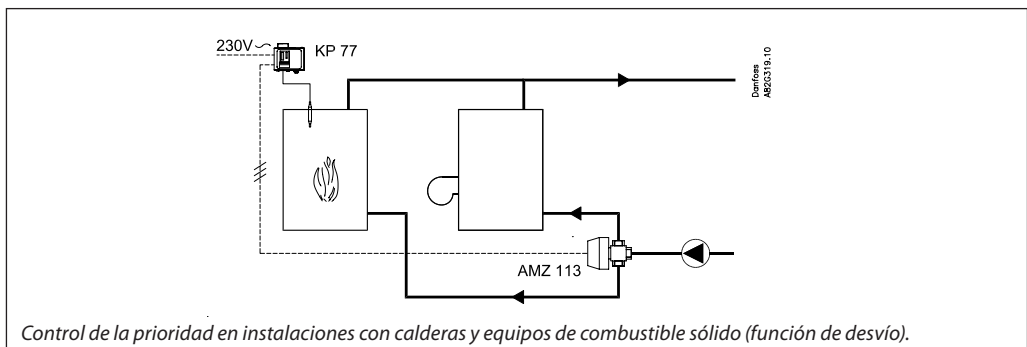 230V~
KP 77
Danfoss
AB2G319.10
AMZ 113
Control de la prioridad en instalaciones con calderas y equipos de combustible sólido (función de desvío).